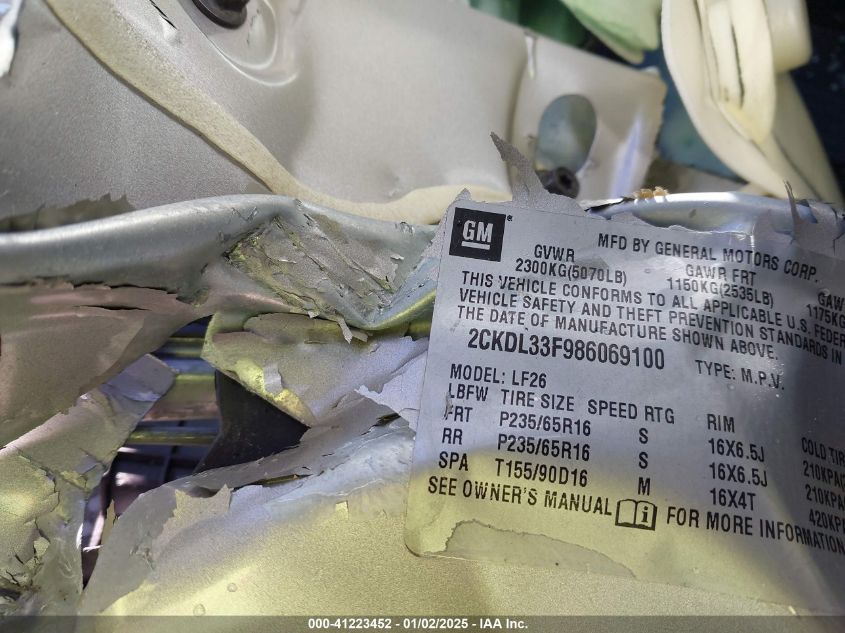 GM
MFD BY GENERAL MOTORS CORP.
GVWR GAWR FRT
2300KG(5070LB) 1150KG(2535LB) 1175KG
THIS VEHICLE CONFORMS TO ALL APPLICABLE U.S.
VEHICLE SAFETY AND THEFT PREVENTION STANDARDS IN
THE DATE OF MANUFACTURE SHOWN ABOVE.
2CKDL33F986069100 TYPE: M.P.V.
MODEL: LF26
LBFW TIRE SIZE SPEED RTG RIM
FRT P235/65R16 S 16X6.5J
RR P235/65R16 S 16X6.5J 210KPA
SPA T155/90D16 M 16X4T 420KPA
SEE OWNER'S MANUAL FOR MORE INFORMATION
000-41223452 - 01/02/2025 - IAA Inc.